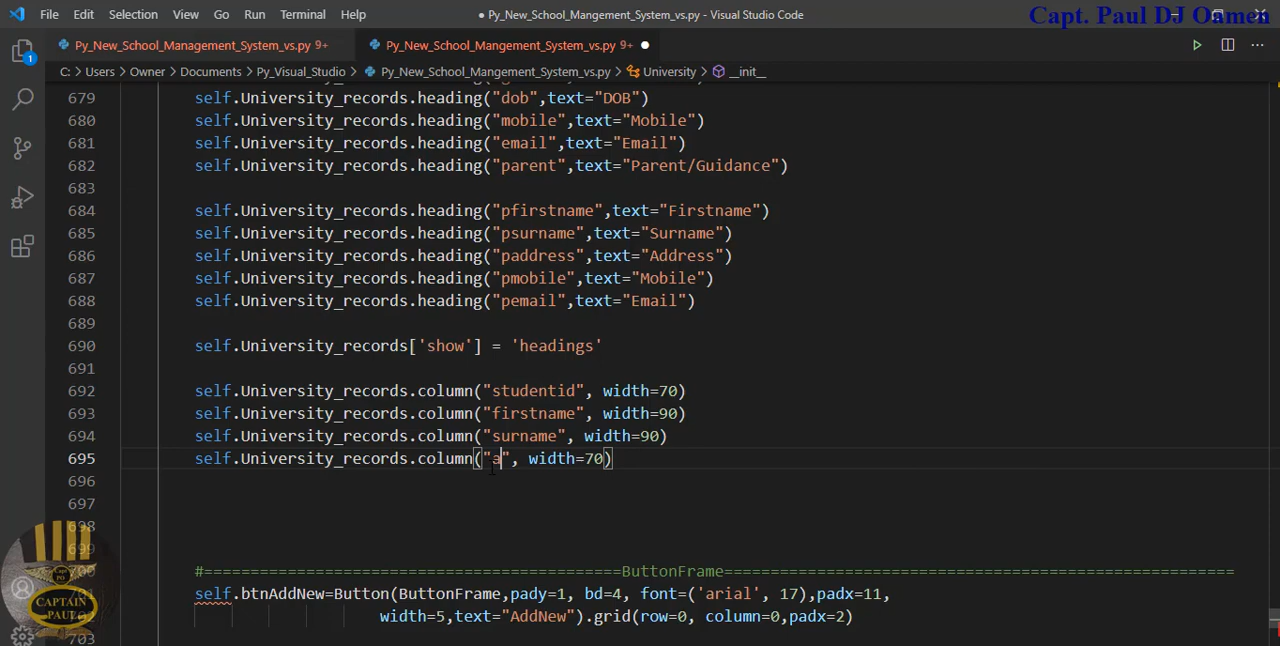 File Edit Selection View Go Run Terminal Help ● Py_New_School_Mangement_System_vs.py - Visual Studio Code
Capt. Paul DJ Oamen
Py_New_School_Management_System_vs.py 9+ Py_New_School_Mangement_System_vs.py 9+ ●
C: > Users > Owner > Documents > Py_Visual_Studio > Py_New_School_Mangement_System_vs.py > University > __init__
679 self.University_records.heading("dob",text="DOB")
680 self.University_records.heading("mobile",text="Mobile")
681 self.University_records.heading("email",text="Email")
682 self.University_records.heading("parent",text="Parent/Guidance")
683
684 self.University_records.heading("pfirstname",text="Firstname")
685 self.University_records.heading("psurname",text="Surname")
686 self.University_records.heading("paddress",text="Address")
687 self.University_records.heading("pmobile",text="Mobile")
688 self.University_records.heading("pemail",text="Email")
689
690 self.University_records['show'] = 'headings'
691
692 self.University_records.column("studentid", width=70)
693 self.University_records.column("firstname", width=90)
694 self.University_records.column("surname", width=90)
695 self.University_records.column("a", width=70)
696
697
#==============================================ButtonFrame========================================================
self.btnAddNew=Button(ButtonFrame,pady=1, bd=4, font=('arial', 17),padx=11,
width=5,text="AddNew").grid(row=0, column=0,padx=2)
703
1
CAPTAIN
PAUL